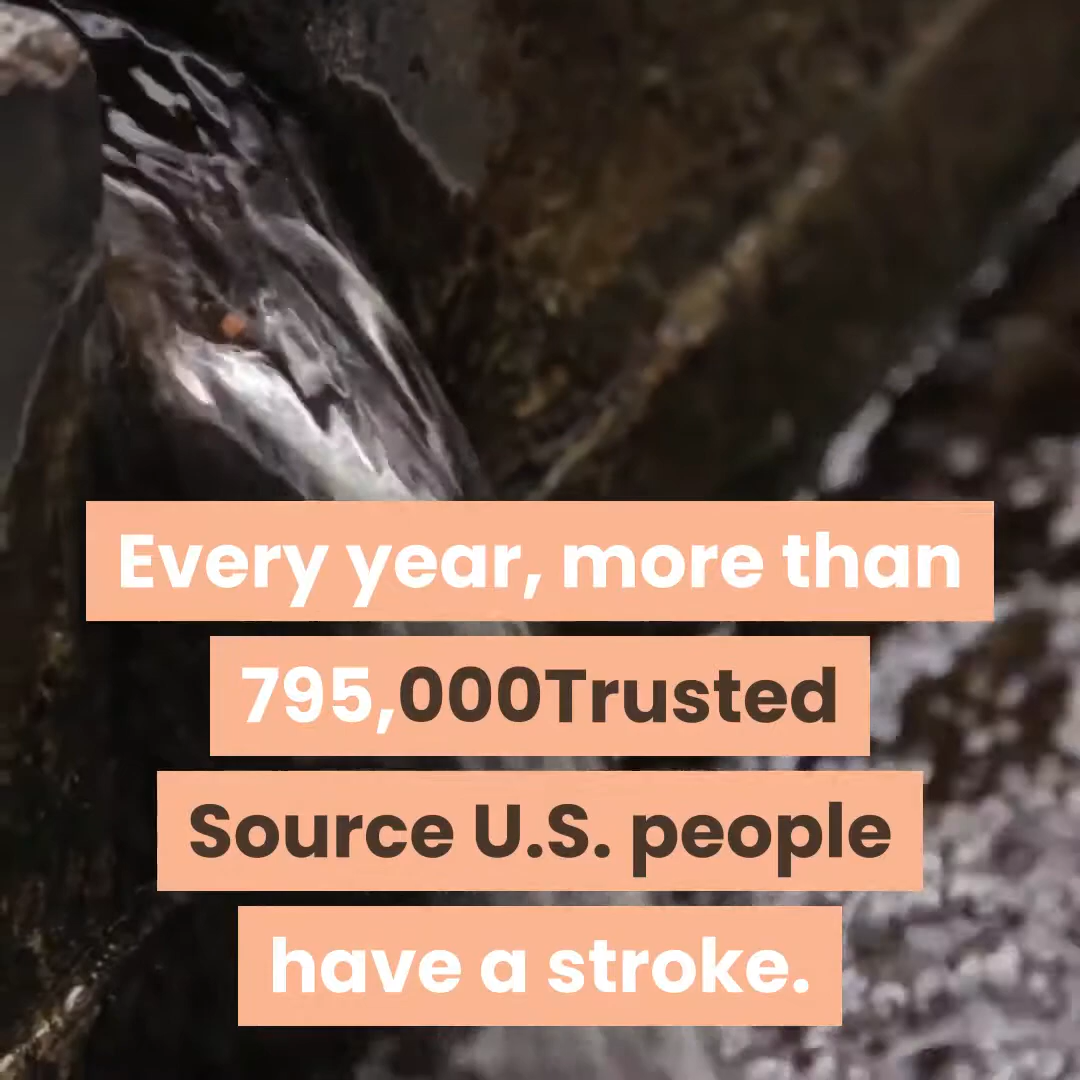 Every year, more than
795,000Trusted
Source U.S. people
have a stroke.